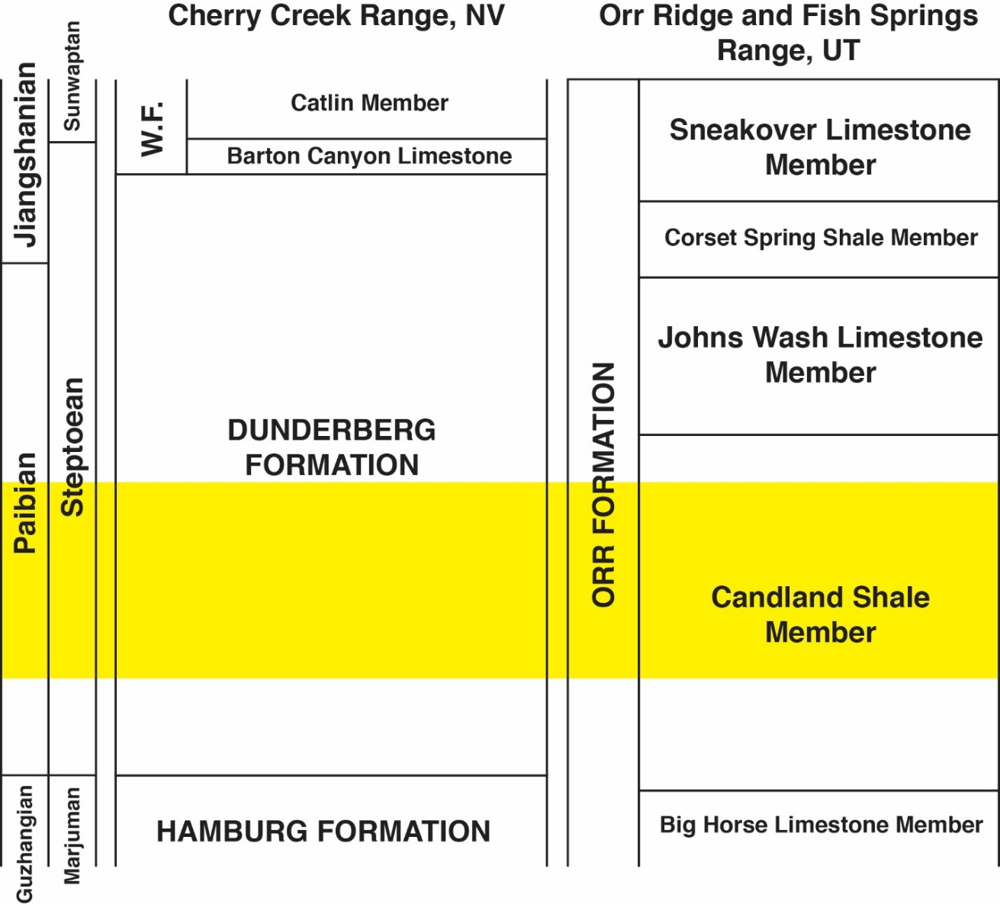 Cherry Creek Range, NV
Orr Ridge and Fish Springs
Range, UT
Jiangshanian
Paibian
Guzhangian
Sunwaptan
Steptoean
Marjuman
W.F.
Catlin Member
Barton Canyon Limestone
DUNDERBERG
FORMATION
HAMBURG FORMATION
ORR FORMATION
Sneakover Limestone
Member
Corset Spring Shale Member
Johns Wash Limestone
Member
Candland Shale
Member
Big Horse Limestone Member